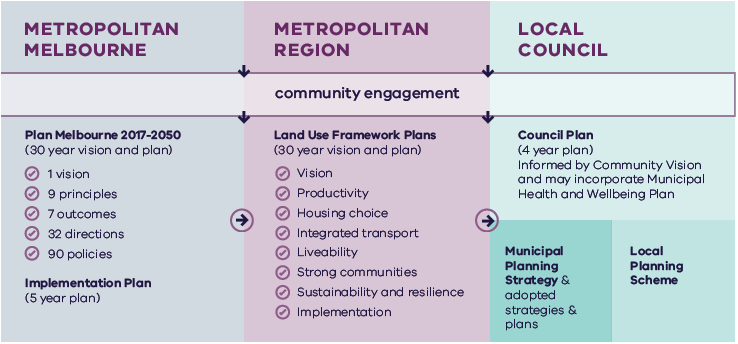 METROPOLITAN
MELBOURNE
METROPOLITAN
REGION
LOCAL
COUNCIL
community engagement
Plan Melbourne 2017-2050
(30 year vision and plan)
1 vision
9 principles
7 outcomes
32 directions
90 policies
Implementation Plan
(5 year plan)
Land Use Framework Plans
(30 year vision and plan)
Vision
Productivity
Housing choice
Integrated transport
Liveability
Strong communities
Sustainability and resilience
Implementation
Council Plan
(4 year plan)
Informed by Community Vision
and may incorporate Municipal
Health and Wellbeing Plan
Municipal
Planning
Strategy &
adopted
strategies &
plans
Local
Planning
Scheme